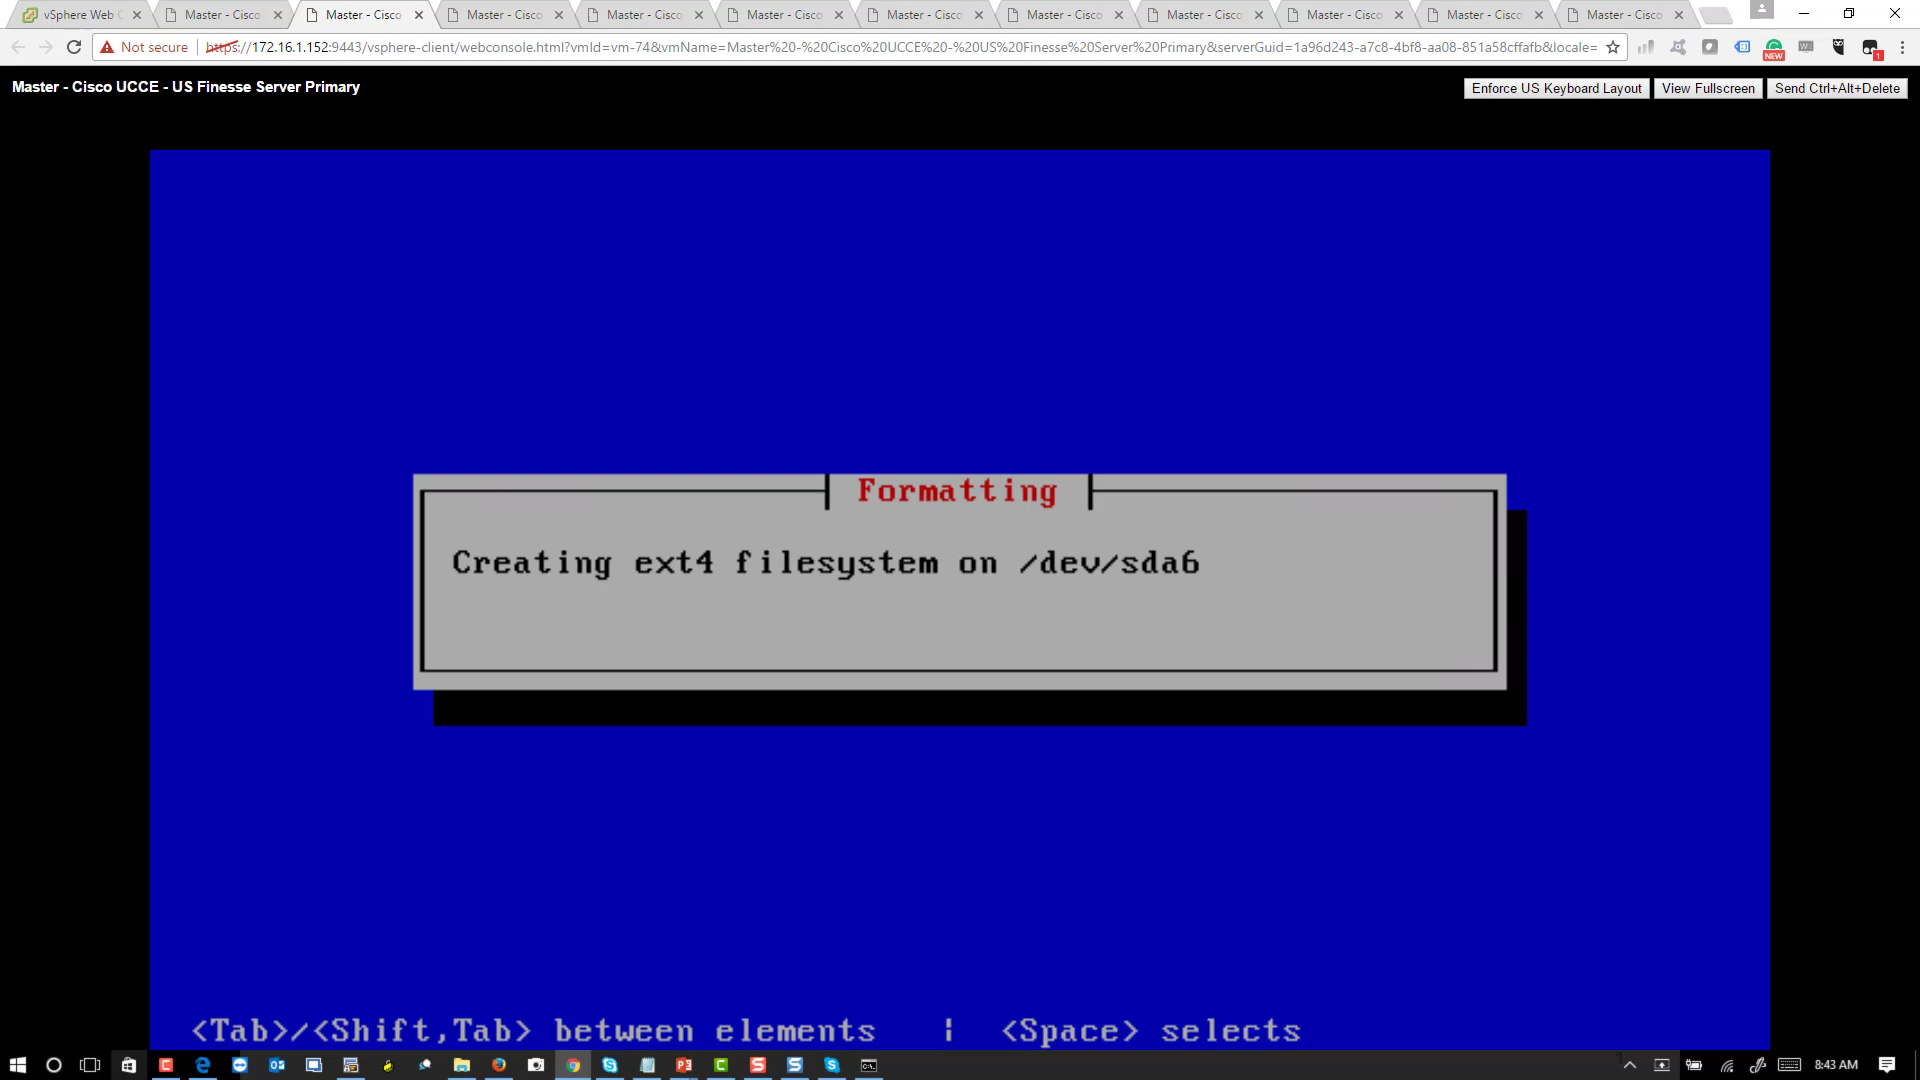 vSphere Web C
Master - Cisco
Master - Cisco
Master - Cisco
Master - Cisco
Master - Cisco
Master - Cisco
Master - Cisco
Master - Cisco
Master - Cisco
Master - Cisco
Master - Cisco
Not secure
https://172.16.1.152:9443/vsphere-client/webconsole.html?vmId=vm-74&vmName=Master%20-%20Cisco%20UCCE%20-%20US%20Finesse%20Server%20Primary&serverGuid=1a96d243-a7c8-4bf8-aa08-851a58cffafb&locale=
NEW
1
Master - Cisco UCCE - US Finesse Server Primary
Enforce US Keyboard Layout
View Fullscreen
Send Ctrl+Alt+Delete
Formatting
Creating ext4 filesystem on /dev/sda6
<Tab>/<Shift,Tab> between elements | <Space> selects
8:43 AM